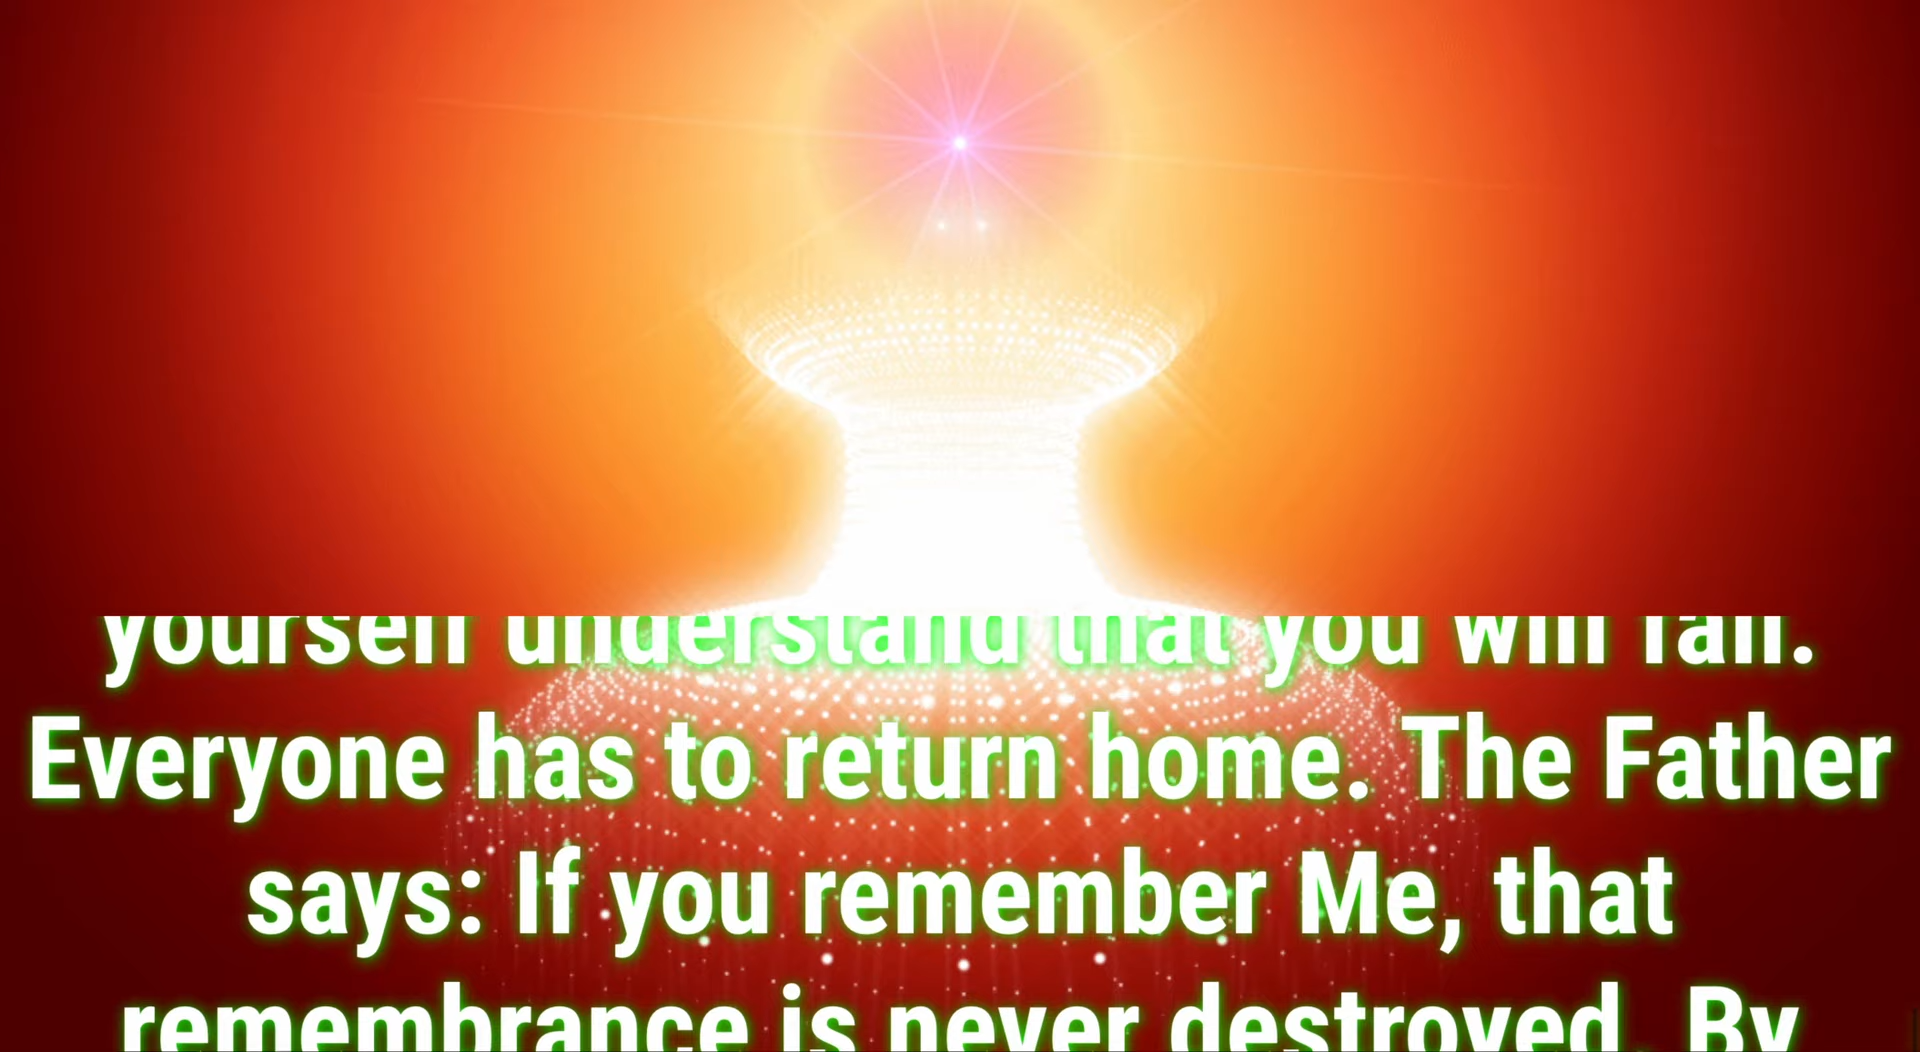 yourself understand that you will fail.
Everyone has to return home. The Father
says: If you remember Me, that
remembrance is never destroyed. By